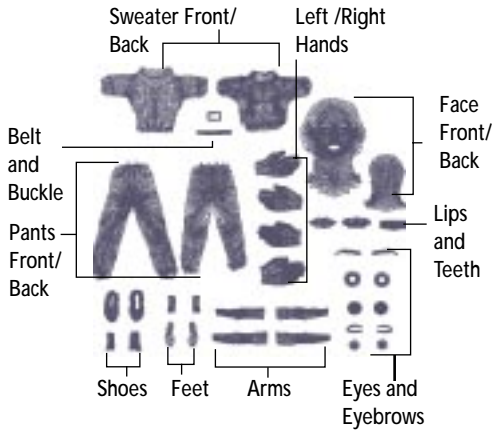 Sweater Front/
Back
Left /Right
Hands
Face
Front/
Back
Belt
and
Buckle
Lips
and
Teeth
Pants
Front/
Back
Shoes
Feet
Arms
Eyes and
Eyebrows